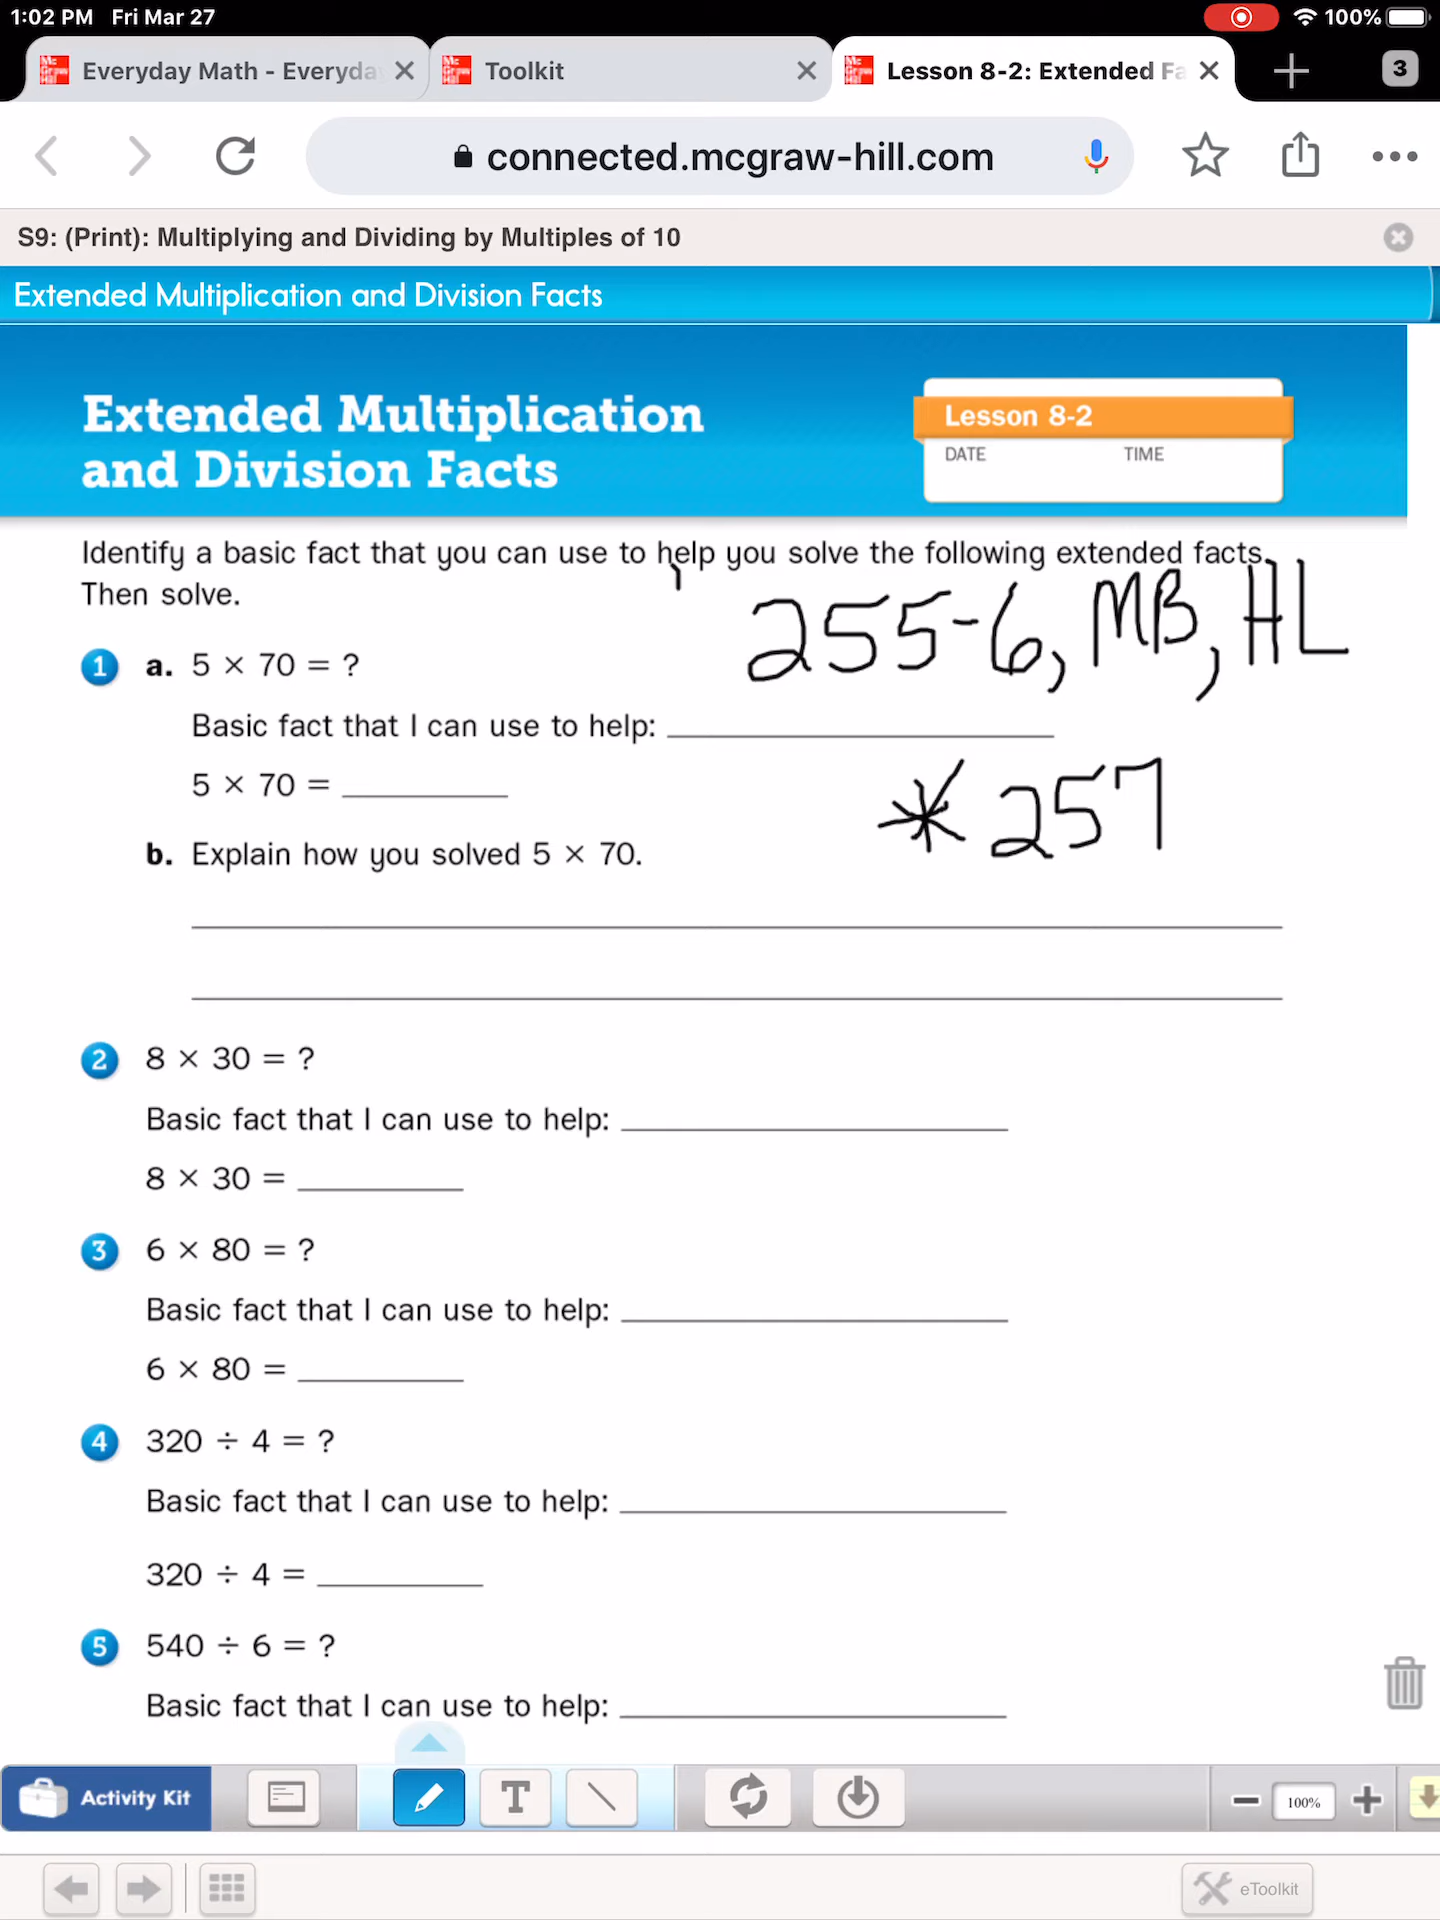 1:02 PM Fri Mar 27 100%
Everyday Math - Everyda Toolkit Lesson 8-2: Extended Fa 3
connected.mcgraw-hill.com
S9: (Print): Multiplying and Dividing by Multiples of 10
Extended Multiplication and Division Facts
Extended Multiplication
and Division Facts
Lesson 8-2
DATE TIME
Identify a basic fact that you can use to help you solve the following extended facts.
Then solve.
255-6, MB, HL
1 a. 5 × 70 = ?
Basic fact that I can use to help:
5 × 70 =
* 257
b. Explain how you solved 5 × 70.
2 8 × 30 = ?
Basic fact that I can use to help:
8 × 30 =
3 6 × 80 = ?
Basic fact that I can use to help:
6 × 80 =
4 320 ÷ 4 = ?
Basic fact that I can use to help:
320 ÷ 4 =
5 540 ÷ 6 = ?
Basic fact that I can use to help:
Activity Kit T 100%
eToolkit